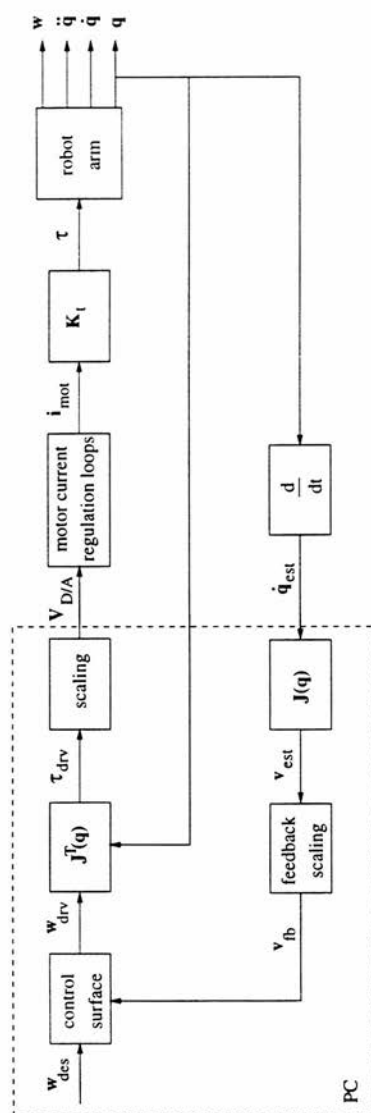 w_des
control
surface
w_drv
J^T(q)
τ_drv
scaling
V_D/A
motor current
regulation loops
i_mot
K_t
τ
robot
arm
w
q̈
q̇
q
d
dt
q̇_est
J(q)
v_est
feedback
scaling
v_fb
PC